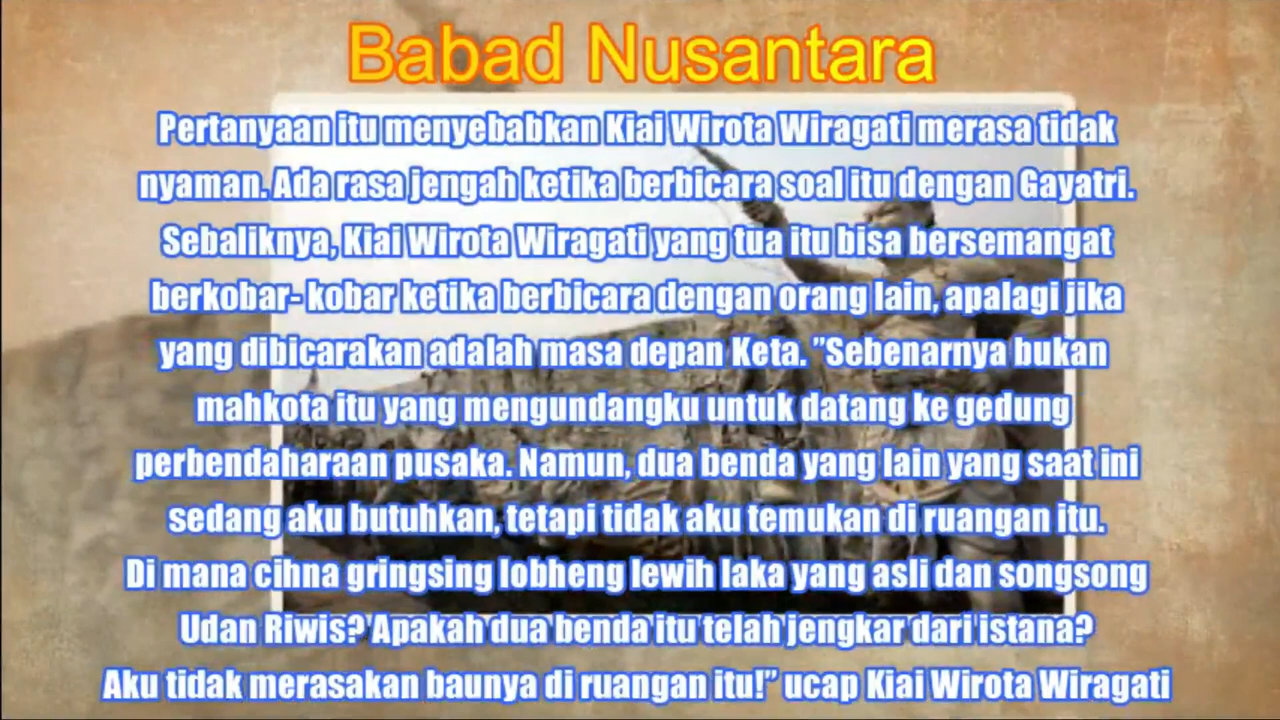 Babad Nusantara
Pertanyaan itu menyebabkan Kiai Wirota Wiragati merasa tidak
nyaman. Ada rasa jengah ketika berbicara soal itu dengan Gayatri.
Sebaliknya, Kiai Wirota Wiragati yang tua itu bisa bersemangat
berkobar- kobar ketika berbicara dengan orang lain, apalagi jika
yang dibicarakan adalah masa depan Keta. ”Sebenarnya bukan
mahkota itu yang mengundangku untuk datang ke gedung
perbendaharaan pusaka. Namun, dua benda yang lain yang saat ini
sedang aku butuhkan, tetapi tidak aku temukan di ruangan itu.
Di mana cihna gringsing lobheng lewih laka yang asli dan songsong
Udan Riwis? Apakah dua benda itu telah jengkar dari istana?
Aku tidak merasakan baunya di ruangan itu!” ucap Kiai Wirota Wiragati